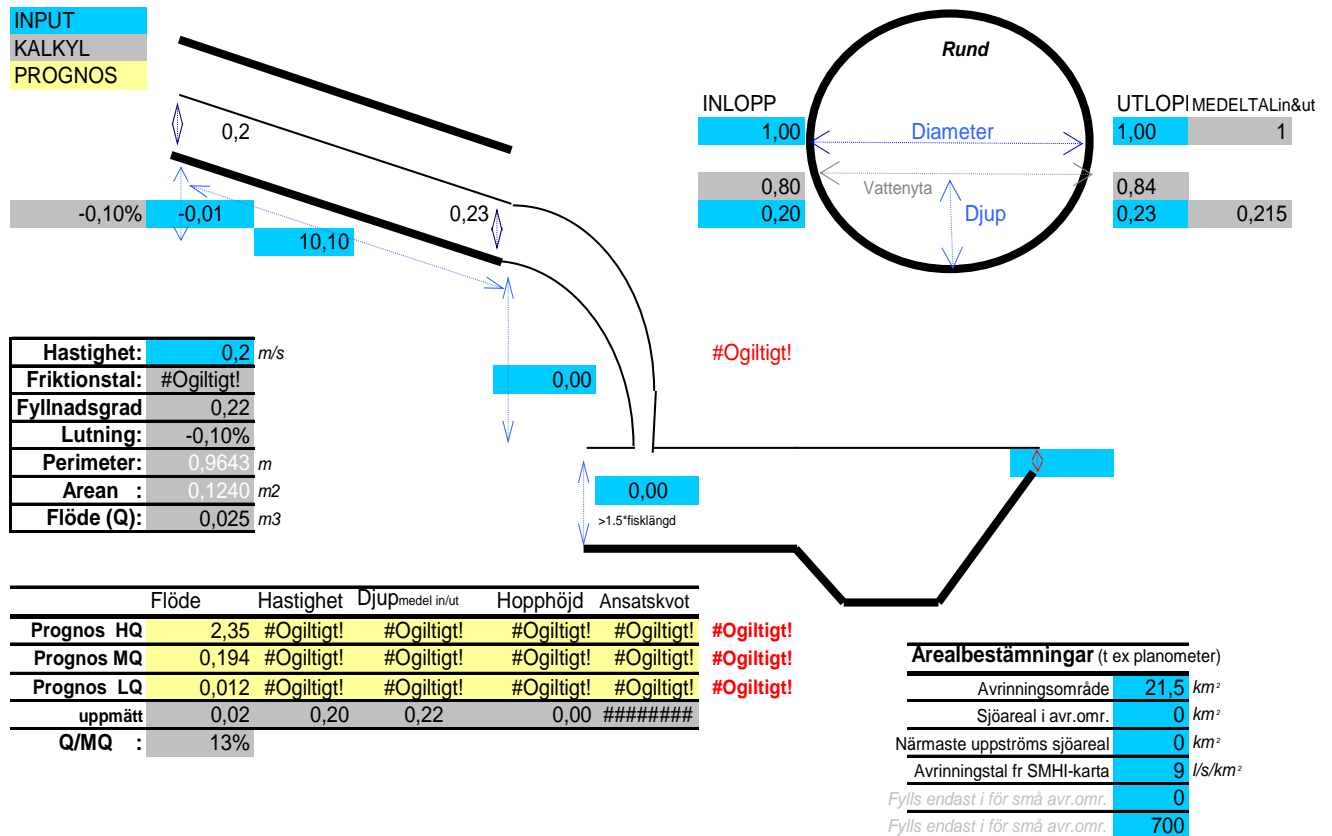 INPUT
KALKYL
PROGNOS
Rund
INLOPP
UTLOPI MEDELTALin&ut
1,00 Diameter 1,00 1
0,2
0,80 Vattenyta 0,84
-0,10% -0,01 0,23 0,20 Djup 0,23 0,215
10,10
Hastighet: 0,2 m/s
#Ogiltigt!
Friktionstal: #Ogiltigt!
0,00
Fyllnadsgrad 0,22
Lutning: -0,10%
Perimeter: 0,9643 m
Arean : 0,1240 m2
Flöde (Q): 0,025 m3
0,00
>1.5*fisklängd
Flöde Hastighet Djup medel in/ut Hopphöjd Ansatskvot
Prognos HQ 2,35 #Ogiltigt! #Ogiltigt! #Ogiltigt! #Ogiltigt! #Ogiltigt!
Prognos MQ 0,194 #Ogiltigt! #Ogiltigt! #Ogiltigt! #Ogiltigt! #Ogiltigt!
Prognos LQ 0,012 #Ogiltigt! #Ogiltigt! #Ogiltigt! #Ogiltigt! #Ogiltigt!
uppmätt 0,02 0,20 0,22 0,00 ########
Q/MQ : 13%
Arealbestämningar (t ex planometer)
Avrinningsområde 21,5 km²
Sjöareal i avr.omr. 0 km²
Närmaste uppströms sjöareal 0 km²
Avrinningstal fr SMHI-karta 9 l/s/km²
Fylls endast i för små avr.omr. 0
Fylls endast i för små avr.omr. 700